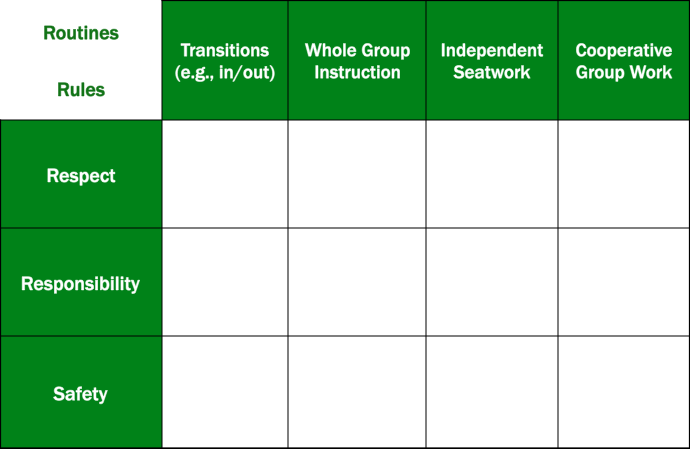 Routines
Rules
Transitions
(e.g., in/out)
Whole Group
Instruction
Independent
Seatwork
Cooperative
Group Work
Respect
Responsibility
Safety